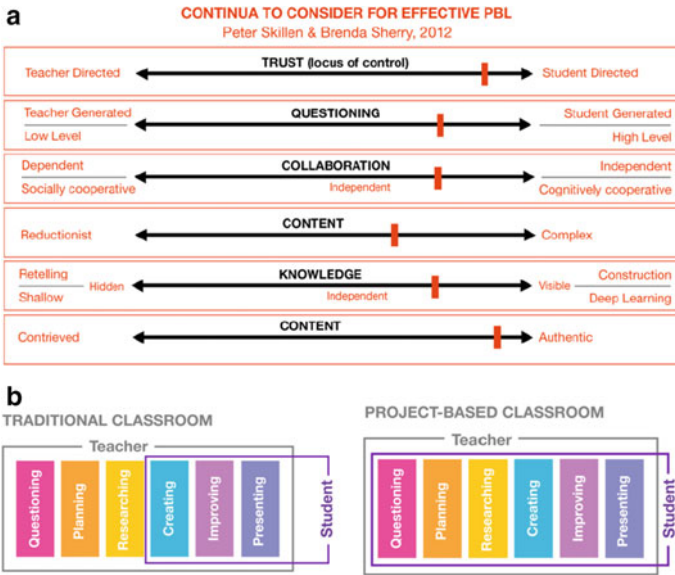 a
CONTINUA TO CONSIDER FOR EFFECTIVE PBL
Peter Skillen & Brenda Sherry, 2012
Teacher Directed TRUST (locus of control) Student Directed
Teacher Generated QUESTIONING Student Generated
Low Level High Level
Dependent COLLABORATION Independent
Socially cooperative Independent Cognitively cooperative
Reductionist CONTENT Complex
Retelling KNOWLEDGE Construction
Hidden Visible
Shallow Independent Deep Learning
Contrieved CONTENT Authentic
b
TRADITIONAL CLASSROOM
Teacher
Questioning
Planning
Researching
Creating
Improving
Presenting
Student
PROJECT-BASED CLASSROOM
Teacher
Questioning
Planning
Researching
Creating
Improving
Presenting
Student